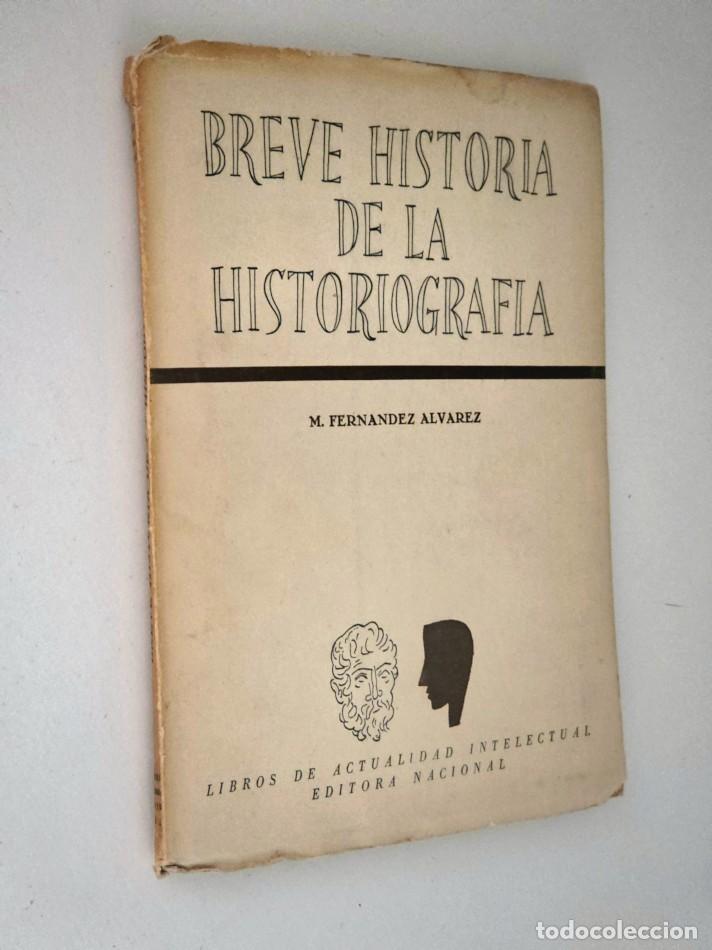 BREVE HISTORIA
DE LA
HISTORIOGRAFIA
M. FERNANDEZ ALVAREZ
LIBROS DE ACTUALIDAD INTELECTUAL
EDITORA NACIONAL
todocoleccion